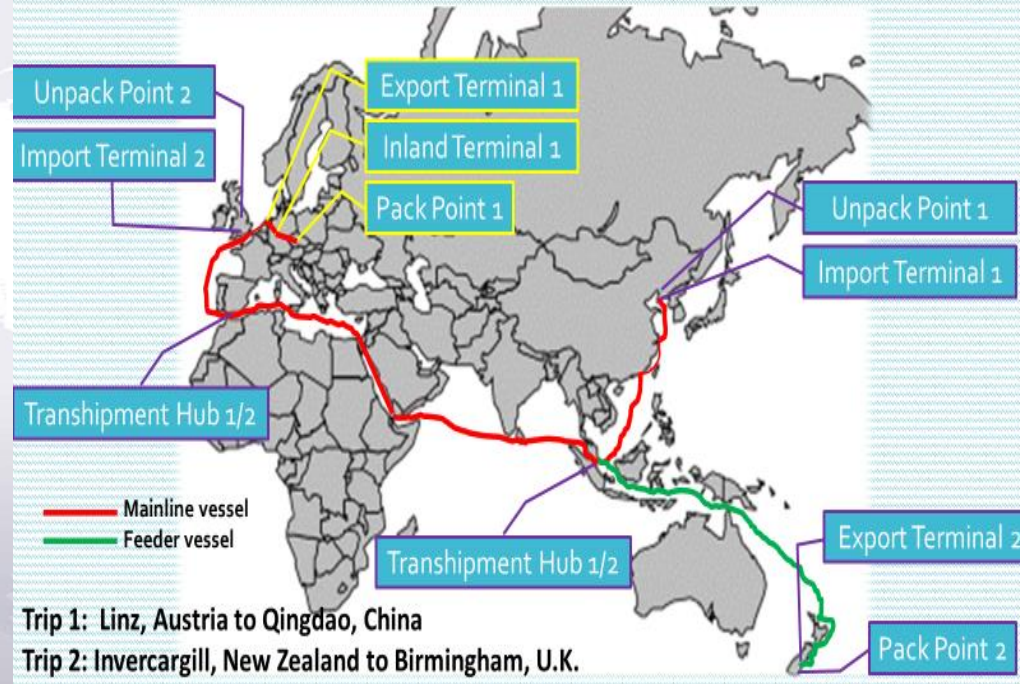 Export Terminal 1
Unpack Point 2
Inland Terminal 1
Import Terminal 2
Pack Point 1
Unpack Point 1
Import Terminal 1
Transhipment Hub 1/2
Mainline vessel
Feeder vessel
Transhipment Hub 1/2
Export Terminal 2
Pack Point 2
Trip 1: Linz, Austria to Qingdao, China
Trip 2: Invercargill, New Zealand to Birmingham, U.K.